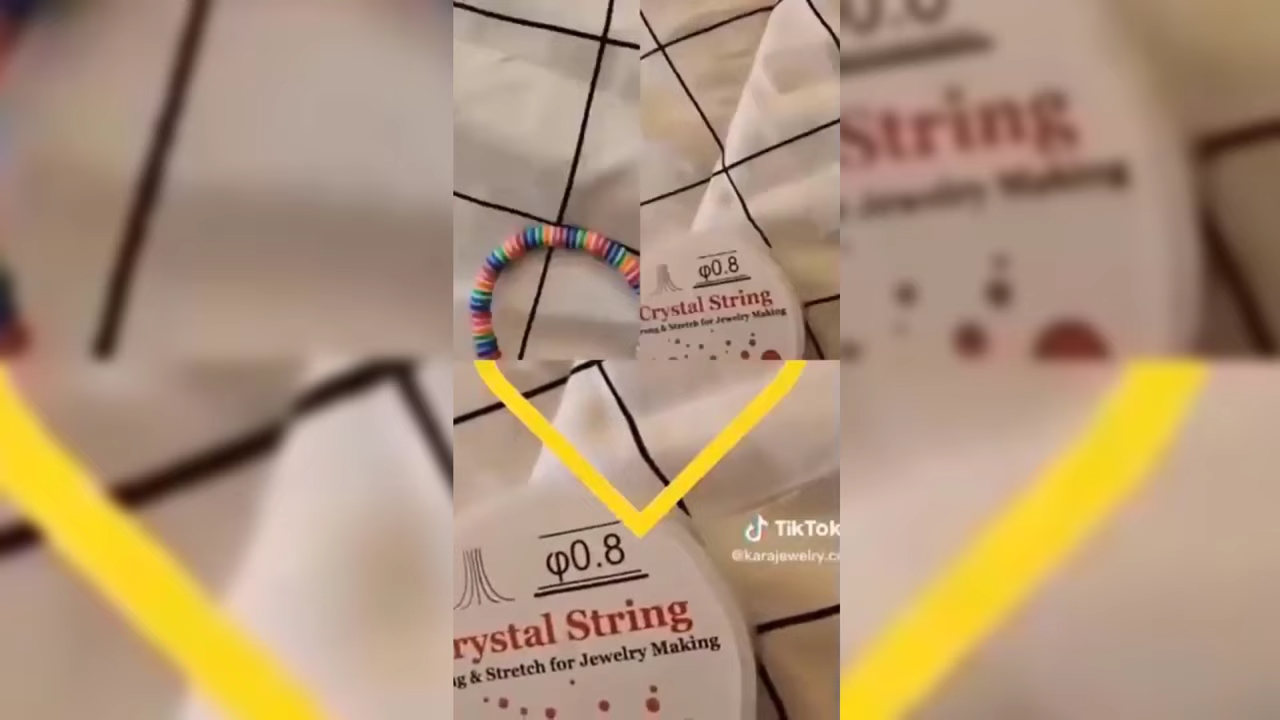 φ0.8
Crystal String
& Stretch for Jewelry Making
φ0.8
rystal String
& Stretch for Jewelry Making
TikTok
@karajewelry.c
String
Jewelry Making